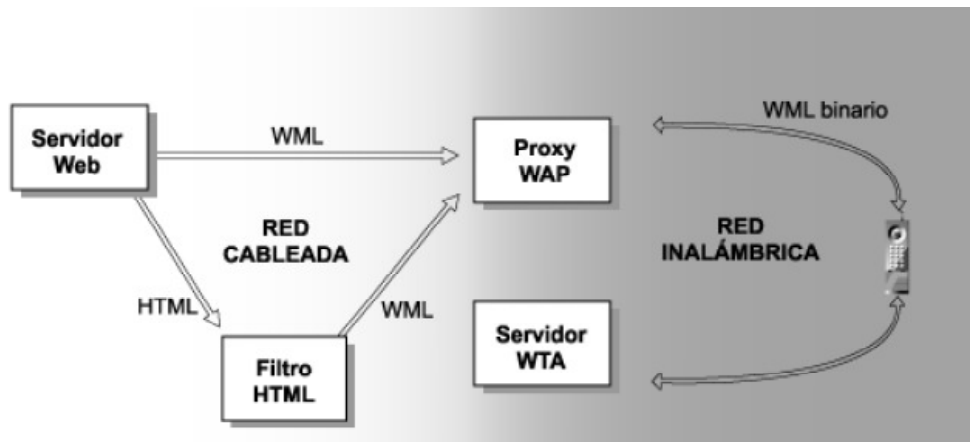 Servidor
Web
WML
Proxy
WAP
WML binario
RED
CABLEADA
RED
INALÁMBRICA
HTML
WML
Filtro
HTML
Servidor
WTA